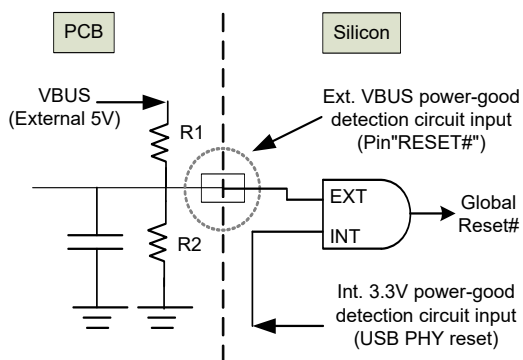 PCB
Silicon
VBUS
(External 5V)
R1
R2
Ext. VBUS power-good
detection circuit input
(Pin"RESET#")
EXT
INT
Global
Reset#
Int. 3.3V power-good
detection circuit input
(USB PHY reset)